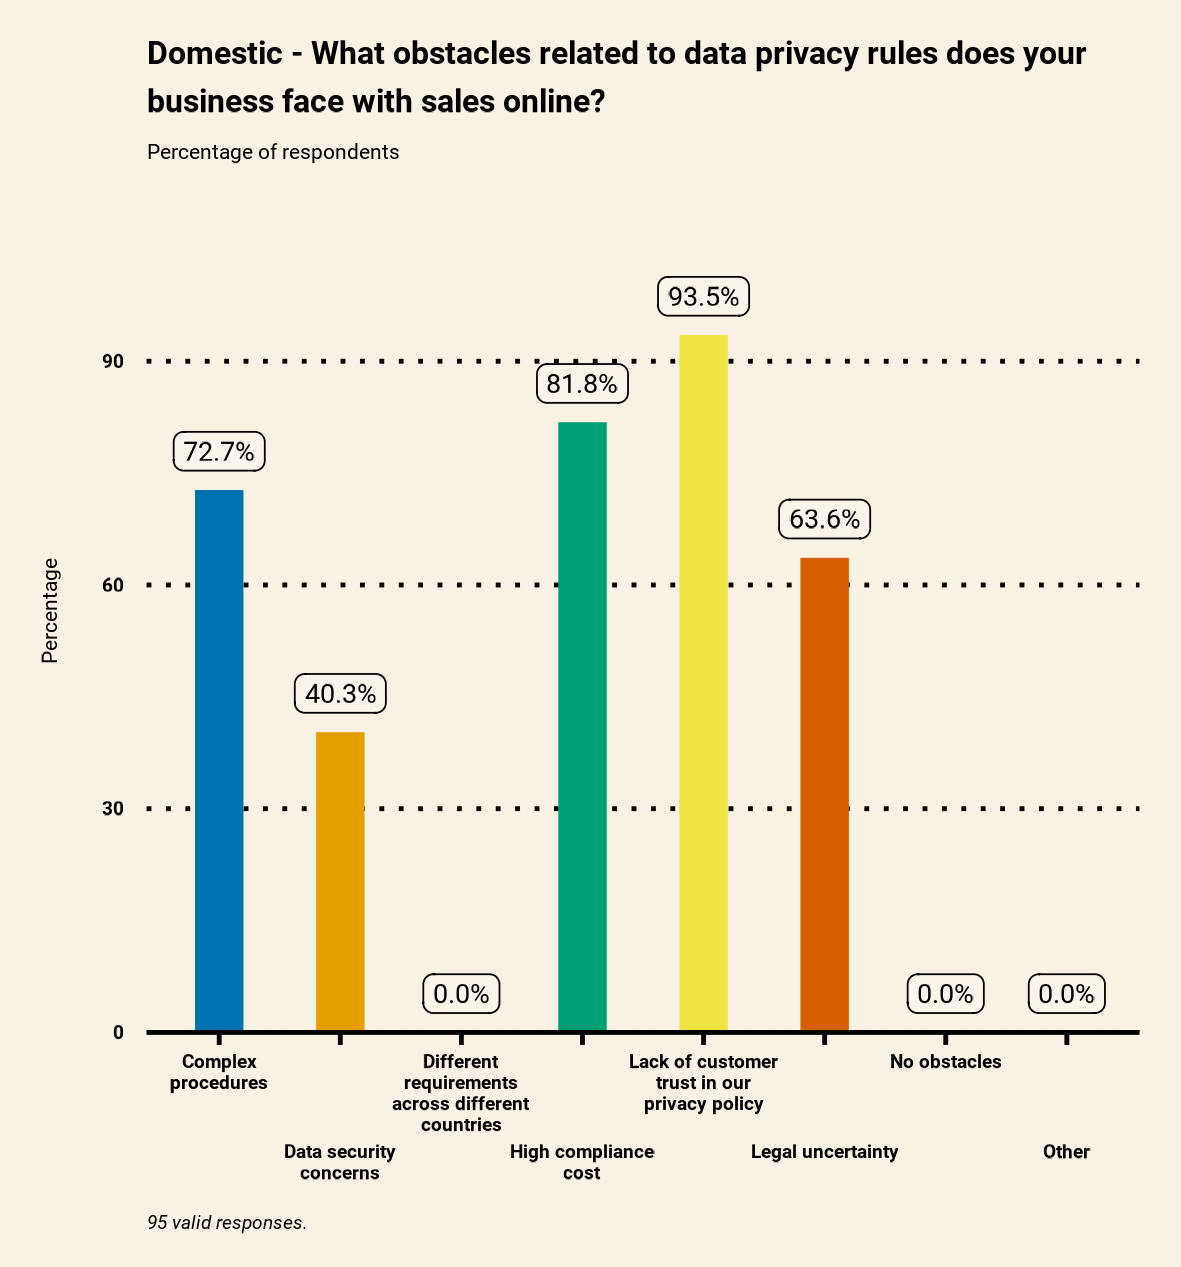 Domestic - What obstacles related to data privacy rules does your
business face with sales online?
Percentage of respondents
93.5%
90
81.8%
72.7%
63.6%
Percentage
60
40.3%
30
0.0%
0.0%
0.0%
0
Complex
procedures
Data security
concerns
Different
requirements
across different
countries
High compliance
cost
Lack of customer
trust in our
privacy policy
Legal uncertainty
No obstacles
Other
95 valid responses.